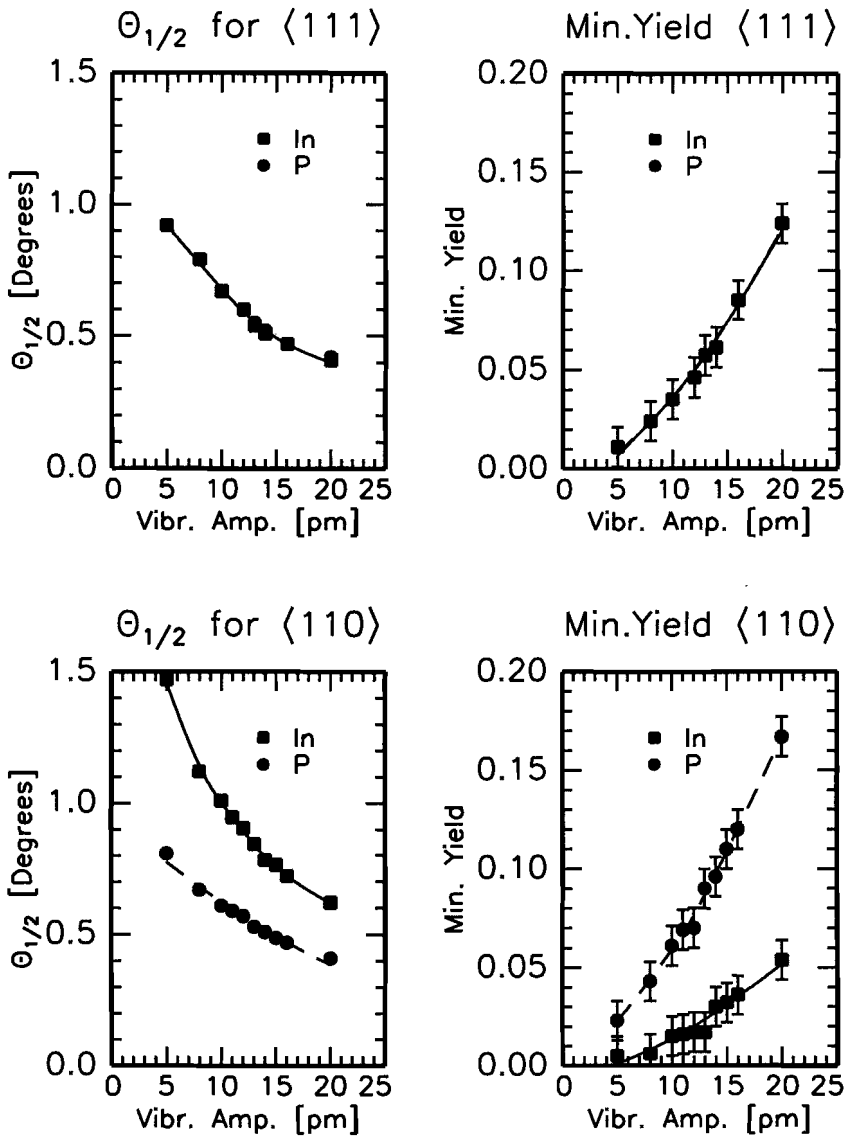 Θ1/2 for ⟨111⟩
1.5
1.0
0.5
0.0
Θ1/2 [Degrees]
In
P
0 5 10 15 20 25
Vibr. Amp. [pm]
Min.Yield ⟨111⟩
0.20
0.15
0.10
0.05
0.00
Min. Yield
In
P
0 5 10 15 20 25
Vibr. Amp. [pm]
Θ1/2 for ⟨110⟩
1.5
1.0
0.5
0.0
Θ1/2 [Degrees]
In
P
0 5 10 15 20 25
Vibr. Amp. [pm]
Min.Yield ⟨110⟩
0.20
0.15
0.10
0.05
0.00
Min. Yield
In
P
0 5 10 15 20 25
Vibr. Amp. [pm]